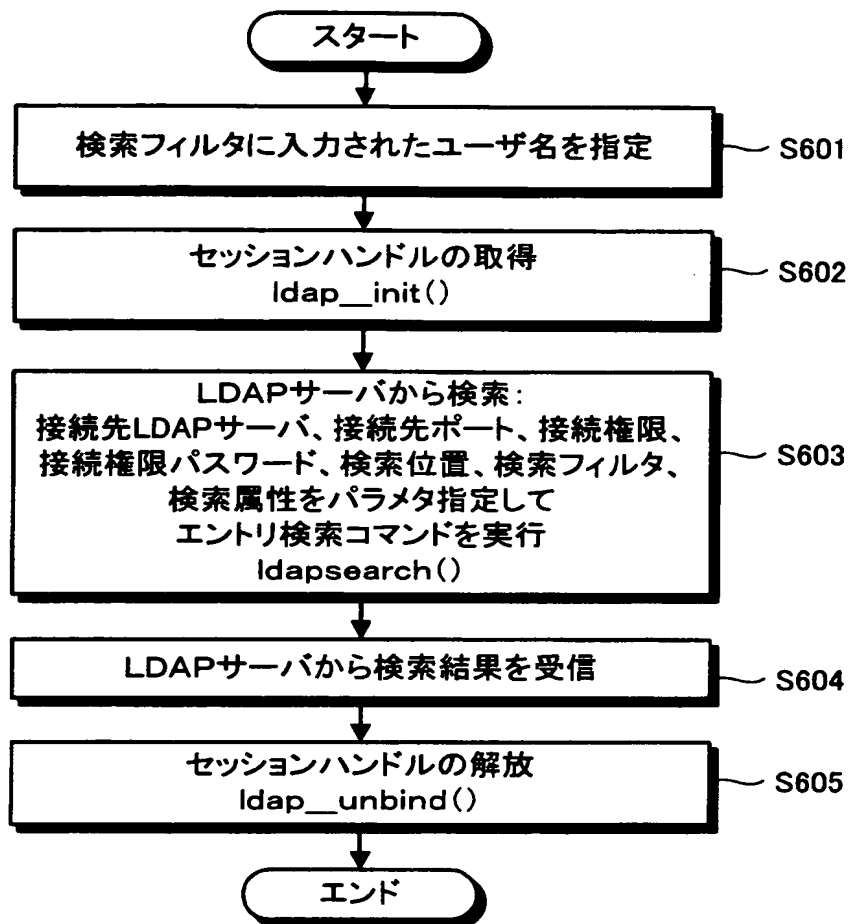 スタート
検索フィルタに入力されたユーザ名を指定
S601
セッションハンドルの取得
ldap__init()
S602
LDAPサーバから検索:
接続先LDAPサーバ、接続先ポート、接続権限、
接続権限パスワード、検索位置、検索フィルタ、
検索属性をパラメタ指定して
エントリ検索コマンドを実行
ldapsearch()
S603
LDAPサーバから検索結果を受信
S604
セッションハンドルの解放
ldap__unbind()
S605
エンド